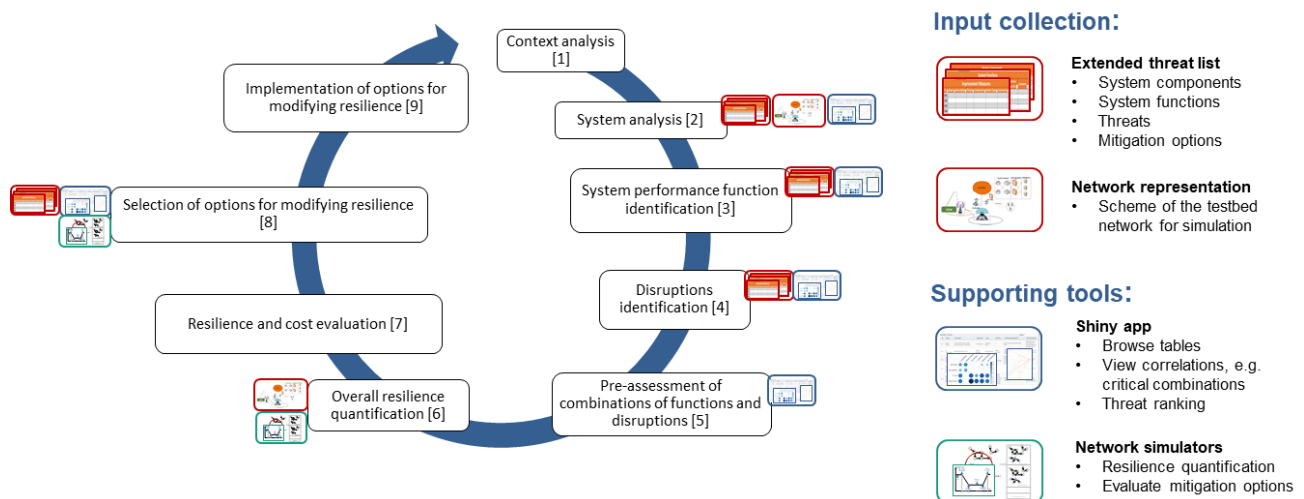 Context analysis
[1]
System analysis [2]
System performance function
identification [3]
Disruptions
identification [4]
Pre-assessment of
combinations of functions and
disruptions [5]
Overall resilience
quantification [6]
Resilience and cost evaluation [7]
Selection of options for modifying resilience
[8]
Implementation of options for
modifying resilience [9]
Input collection:
Extended threat list
• System components
• System functions
• Threats
• Mitigation options
Network representation
• Scheme of the testbed
network for simulation
Supporting tools:
Shiny app
• Browse tables
• View correlations, e.g.
critical combinations
• Threat ranking
Network simulators
• Resilience quantification
• Evaluate mitigation options